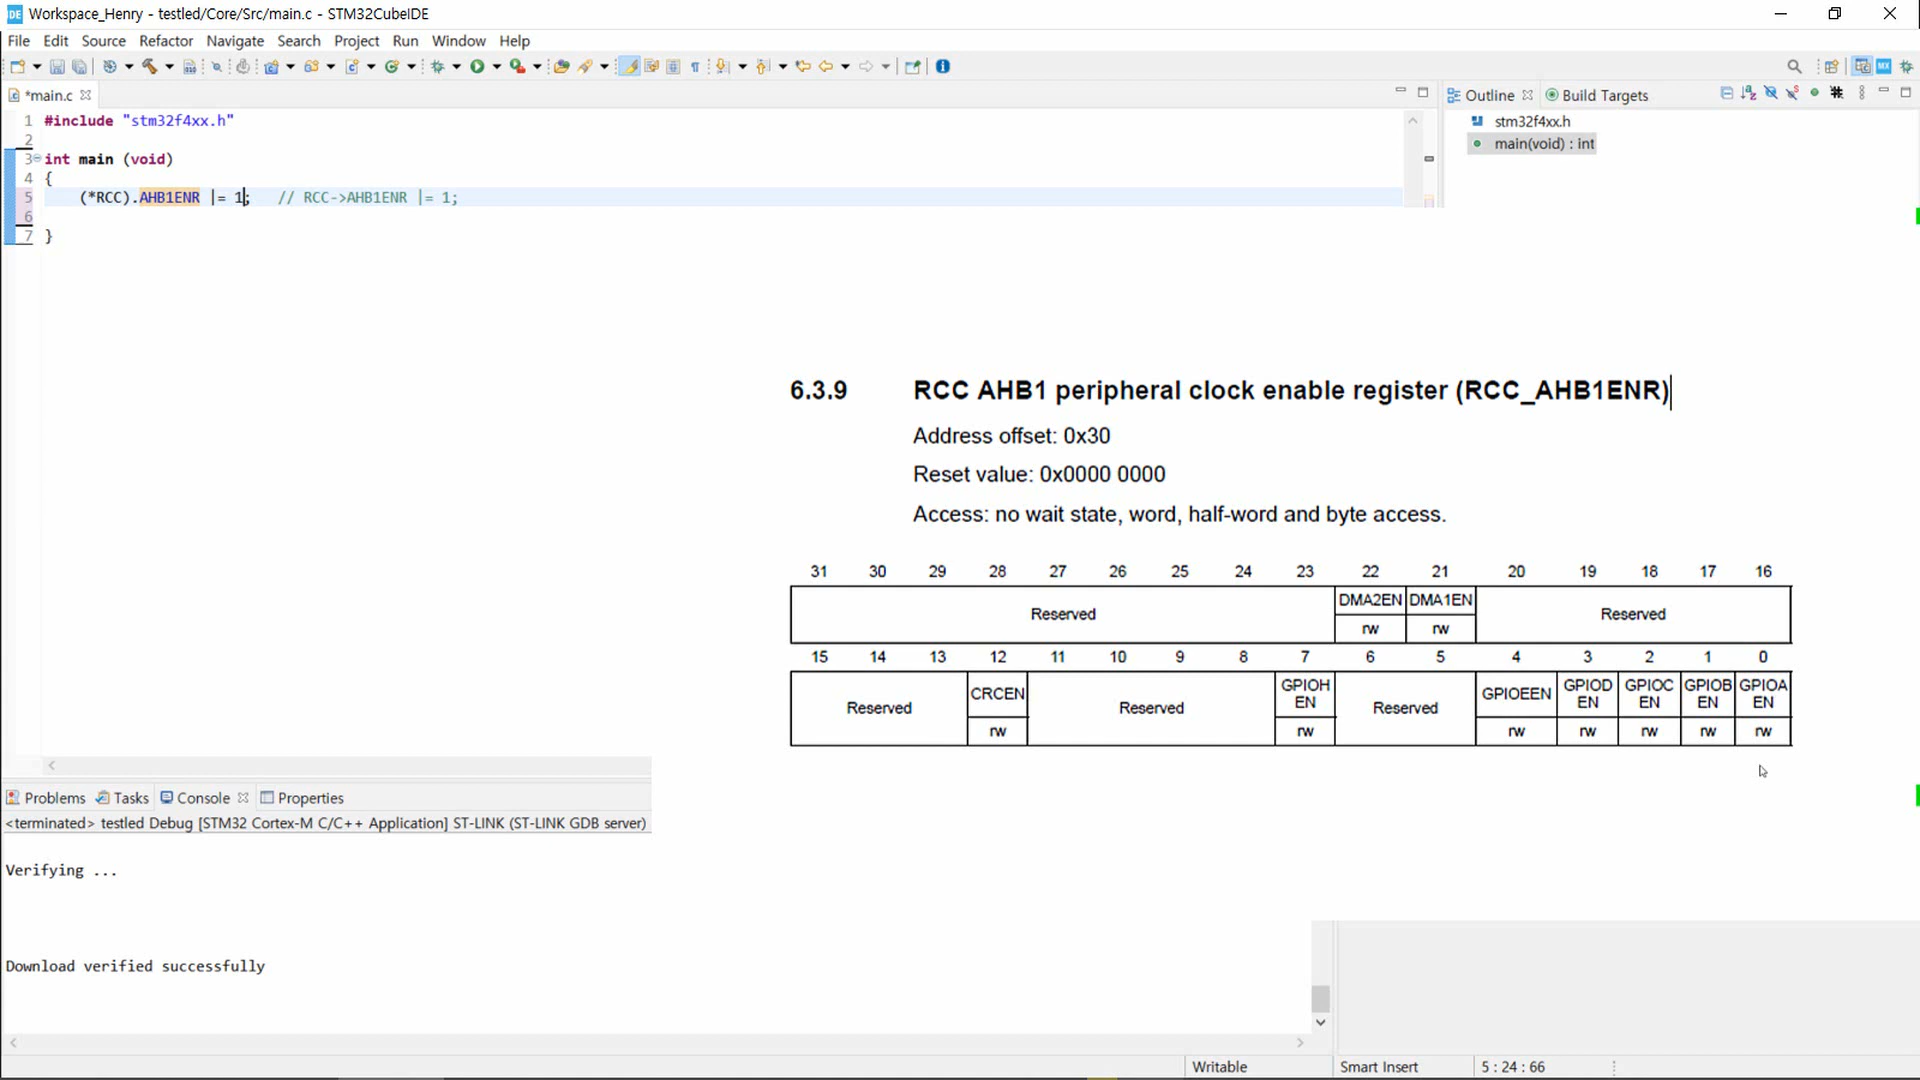 Workspace_Henry - testled/Core/Src/main.c - STM32CubeIDE
File Edit Source Refactor Navigate Search Project Run Window Help
*main.c
Outline Build Targets
1 #include "stm32f4xx.h"
2
3 int main (void)
4 {
5 (*RCC).AHB1ENR |= 1; // RCC->AHB1ENR |= 1;
6
7 }
stm32f4xx.h
main(void) : int
6.3.9 RCC AHB1 peripheral clock enable register (RCC_AHB1ENR)
Address offset: 0x30
Reset value: 0x0000 0000
Access: no wait state, word, half-word and byte access.
31 30 29 28 27 26 25 24 23 22 21 20 19 18 17 16
Reserved DMA2EN DMA1EN Reserved
rw rw
15 14 13 12 11 10 9 8 7 6 5 4 3 2 1 0
Reserved CRCEN Reserved GPIOH EN Reserved GPIOEEN GPIOD EN GPIOC EN GPIOB EN GPIOA EN
rw rw rw rw rw rw rw
Problems Tasks Console Properties
<terminated> testled Debug [STM32 Cortex-M C/C++ Application] ST-LINK (ST-LINK GDB server)
Verifying ...
Download verified successfully
Writable Smart Insert 5 : 24 : 66